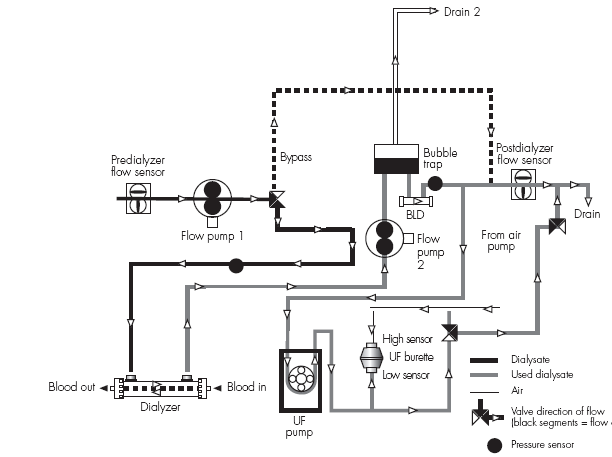 Drain 2
Predialyzer
flow sensor
Bypass
Bubble
trap
Postdialyzer
flow sensor
BLD
Flow pump 1
Flow
pump
2
From air
pump
Drain
High sensor
UF burette
Low sensor
Blood out
Blood in
Dialyzer
UF
pump
Dialysate
Used dialysate
Air
Valve direction of flow
(black segments = flow
Pressure sensor